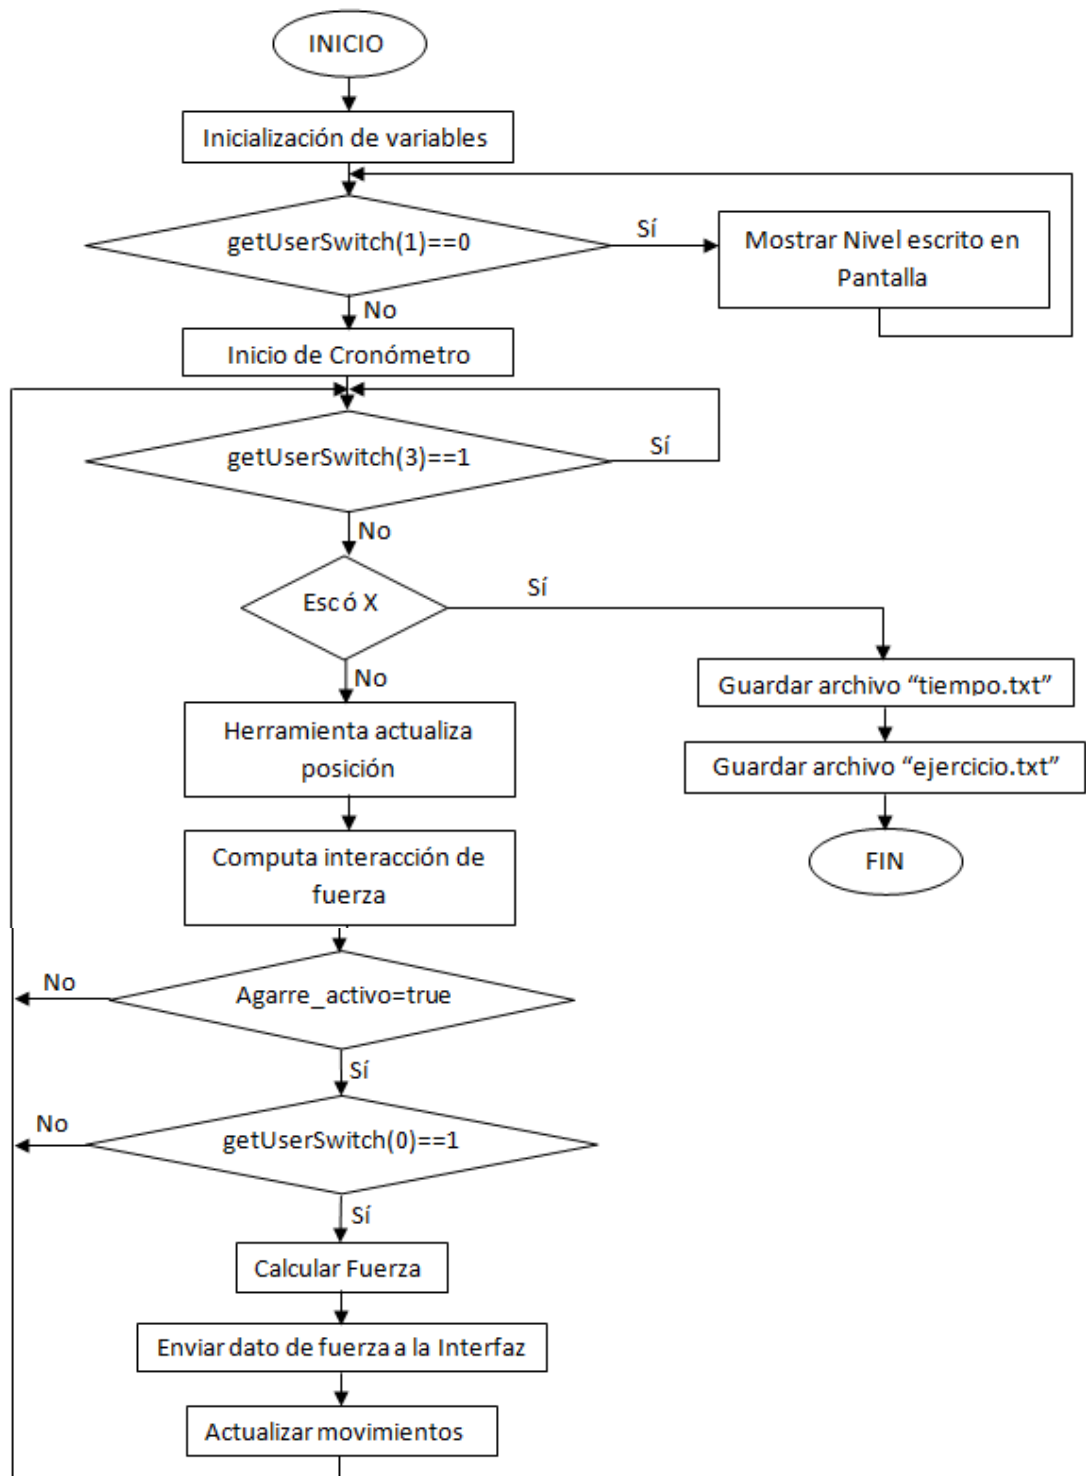 INICIO
Inicialización de variables
getUserSwitch(1)==0
Sí
Mostrar Nivel escrito en
Pantalla
No
Inicio de Cronómetro
getUserSwitch(3)==1
Sí
No
Esc ó X
Sí
No
Guardar archivo “tiempo.txt”
Herramienta actualiza
posición
Guardar archivo “ejercicio.txt”
Computa interacción de
fuerza
FIN
No
Agarre_activo=true
Sí
No
getUserSwitch(0)==1
Sí
Calcular Fuerza
Enviar dato de fuerza a la Interfaz
Actualizar movimientos